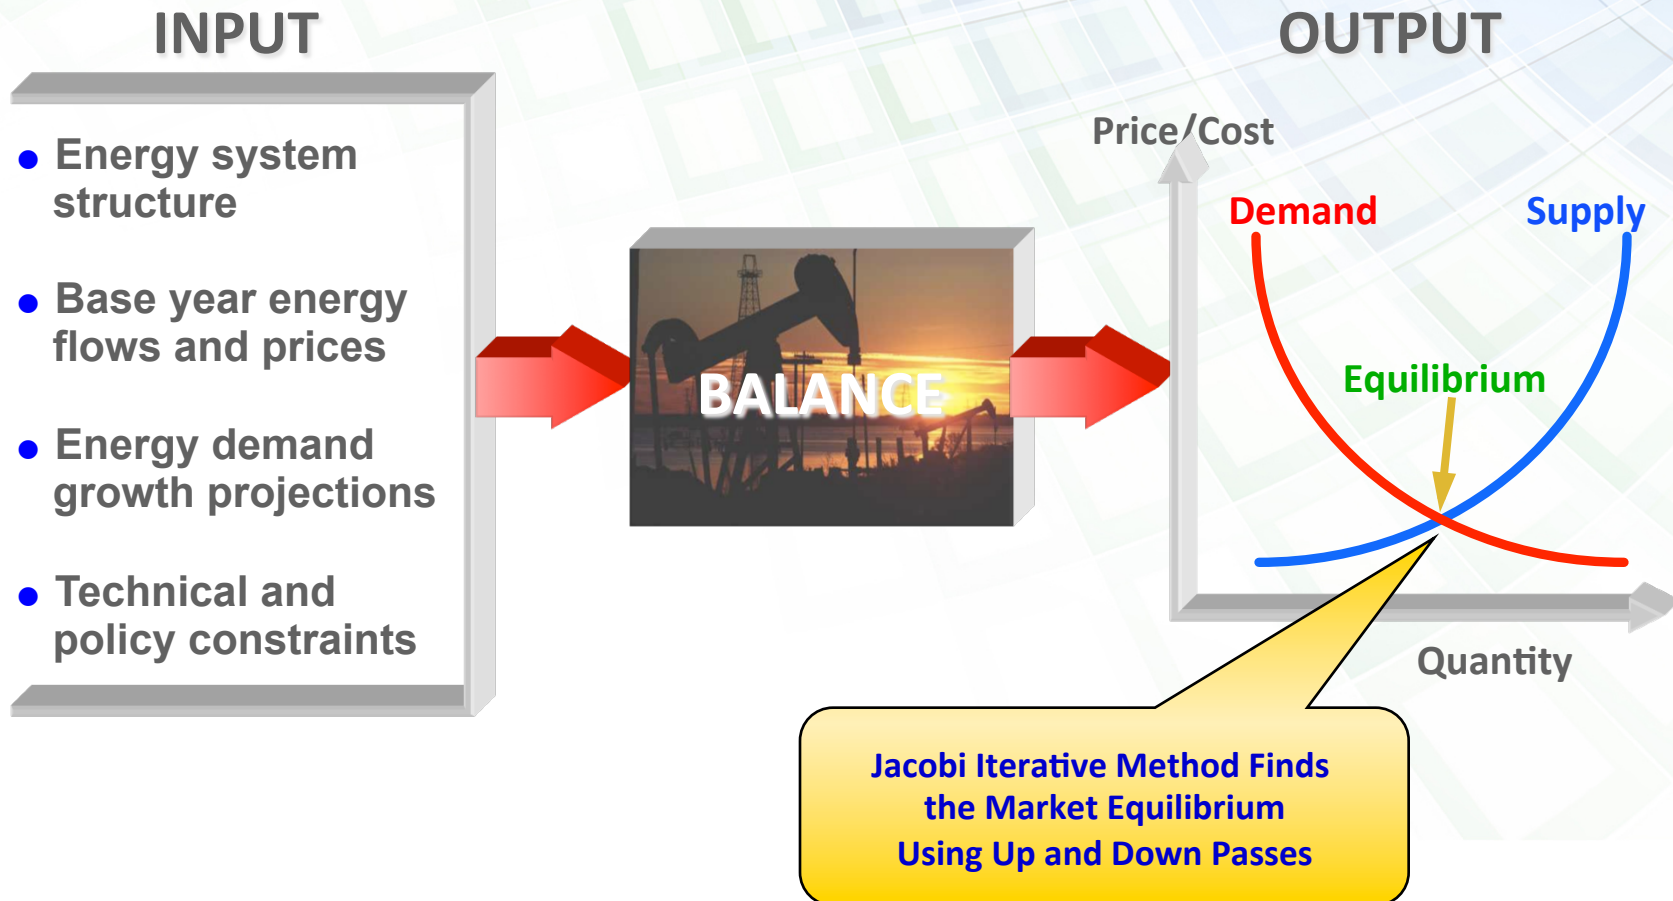 INPUT
● Energy system
structure
● Base year energy
flows and prices
● Energy demand
growth projections
● Technical and
policy constraints
BALANCE
OUTPUT
Price/Cost
Demand
Supply
Equilibrium
Quantity
Jacobi Iterative Method Finds
the Market Equilibrium
Using Up and Down Passes